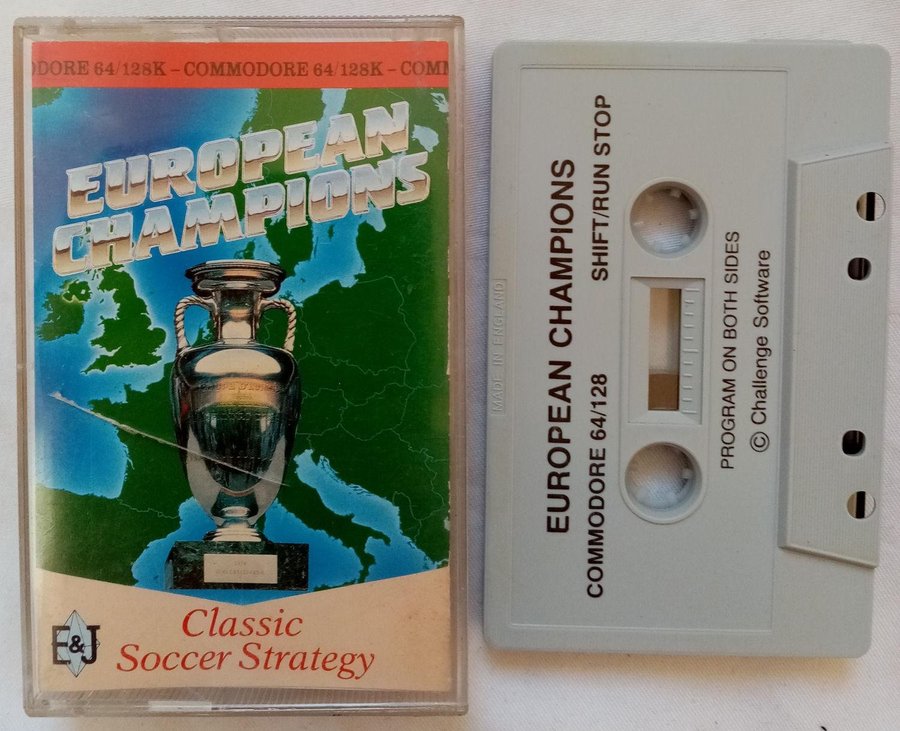 DORE 64/128K – COMMODORE 64/128K – COMM
EUROPEAN
CHAMPIONS
E&J
Classic
Soccer Strategy
MADE IN ENGLAND
EUROPEAN CHAMPIONS
COMMODORE 64/128 SHIFT/RUN STOP
PROGRAM ON BOTH SIDES
© Challenge Software